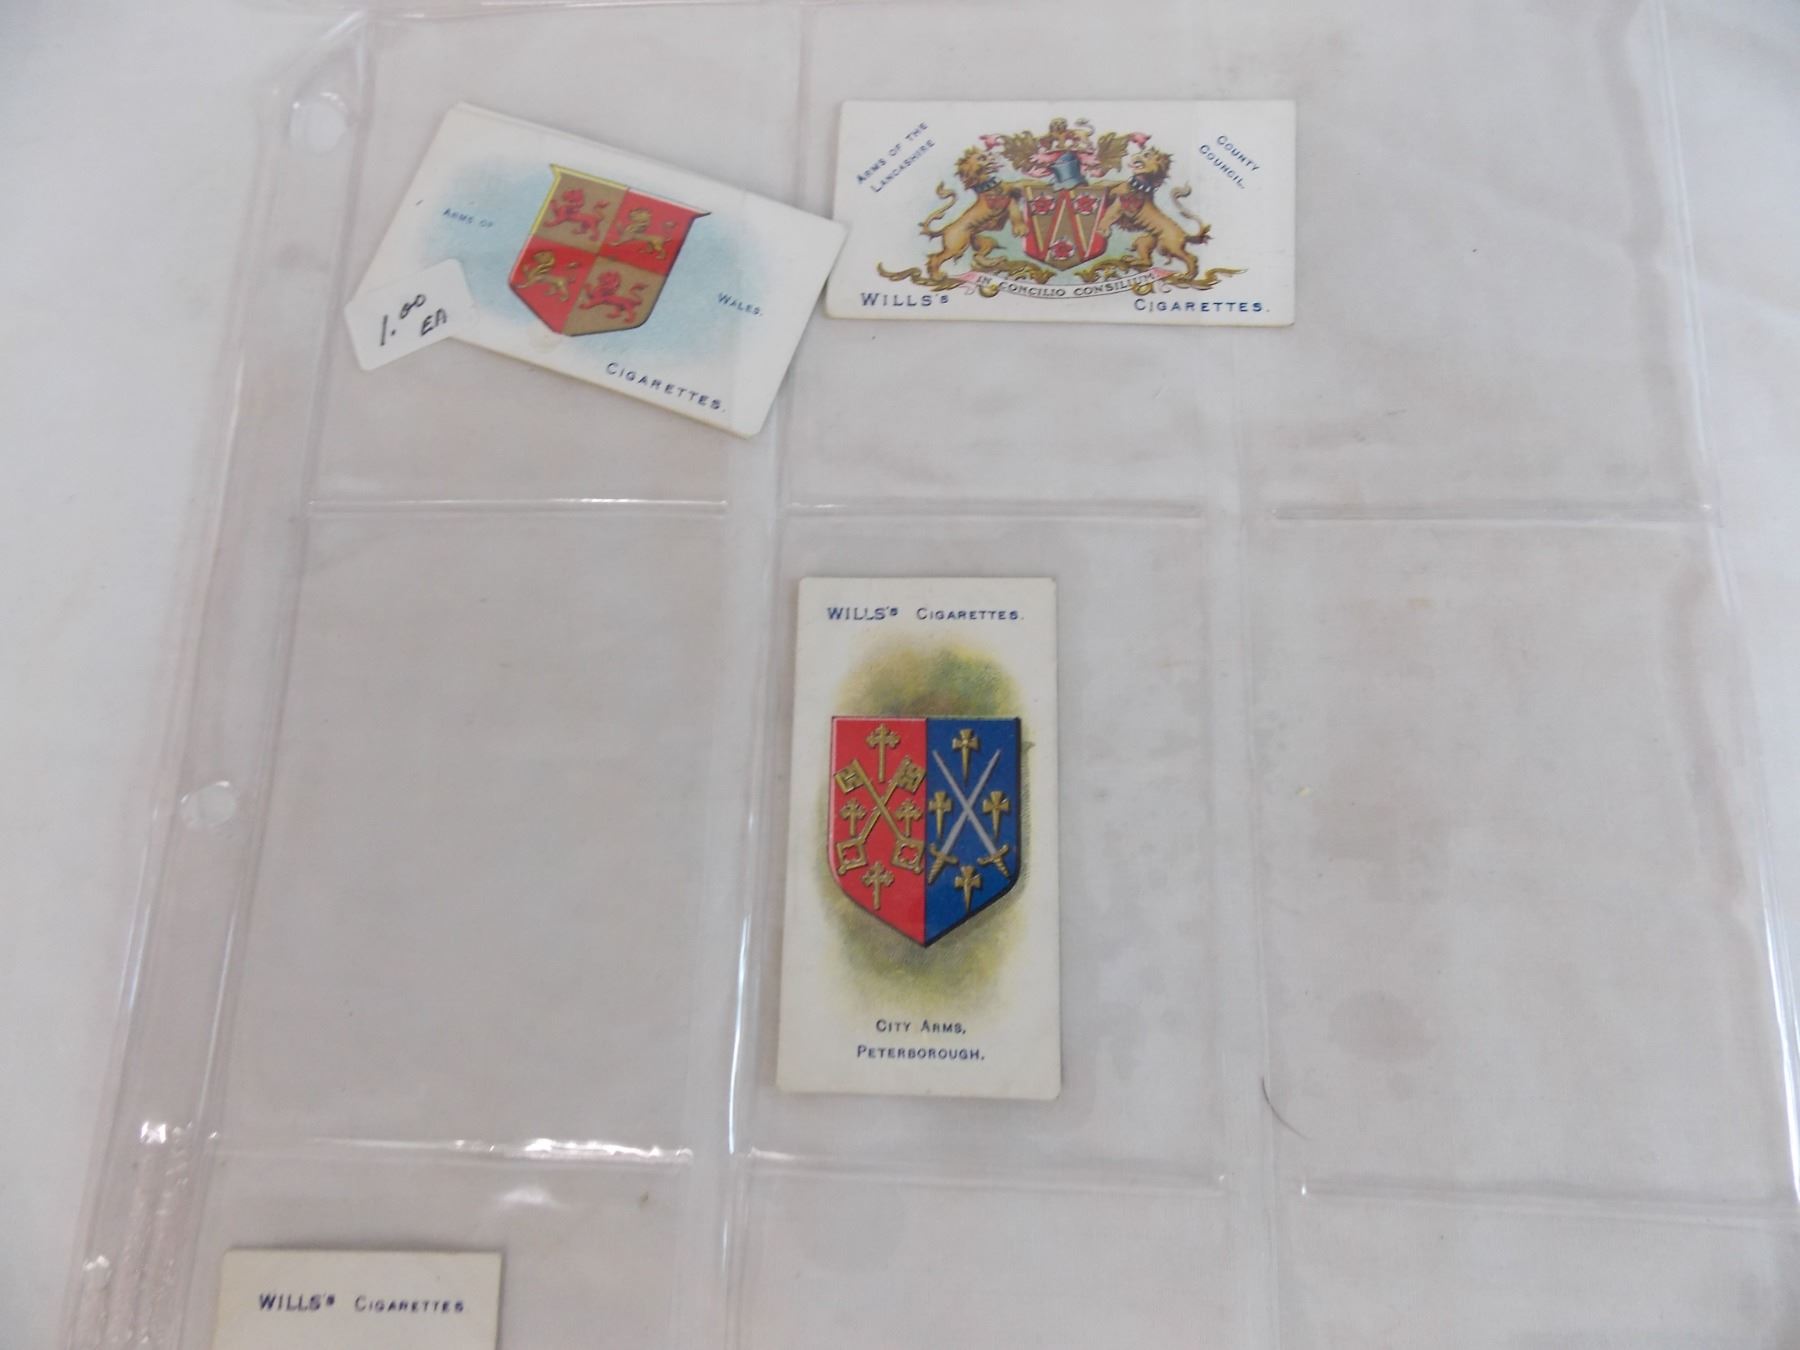 ARMS OF
WALES.
1.00
EA
CIGARETTES.
ARMS OF THE
LANCASHIRE
COUNTY
COUNCIL.
IN CONCILIO CONSILIUM
WILLS'S
CIGARETTES.
WILLS'S CIGARETTES.
CITY ARMS,
PETERBOROUGH.
WILLS'S CIGARETTES